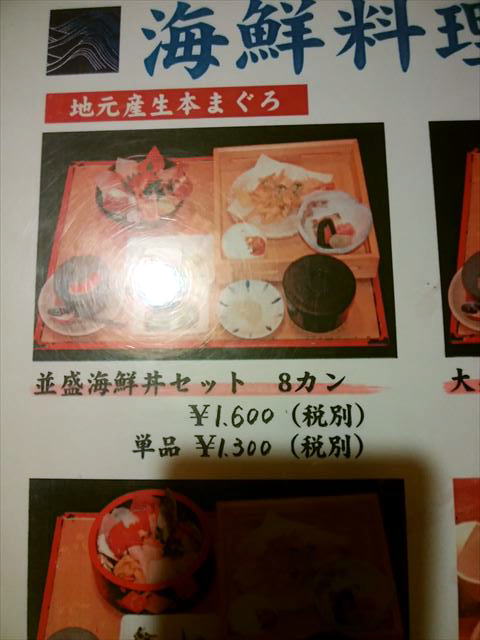 海鮮料理
地元産生本まぐろ
並盛海鮮丼セット 8カン
¥1.600（税別）
単品 ¥1.300（税別）
大